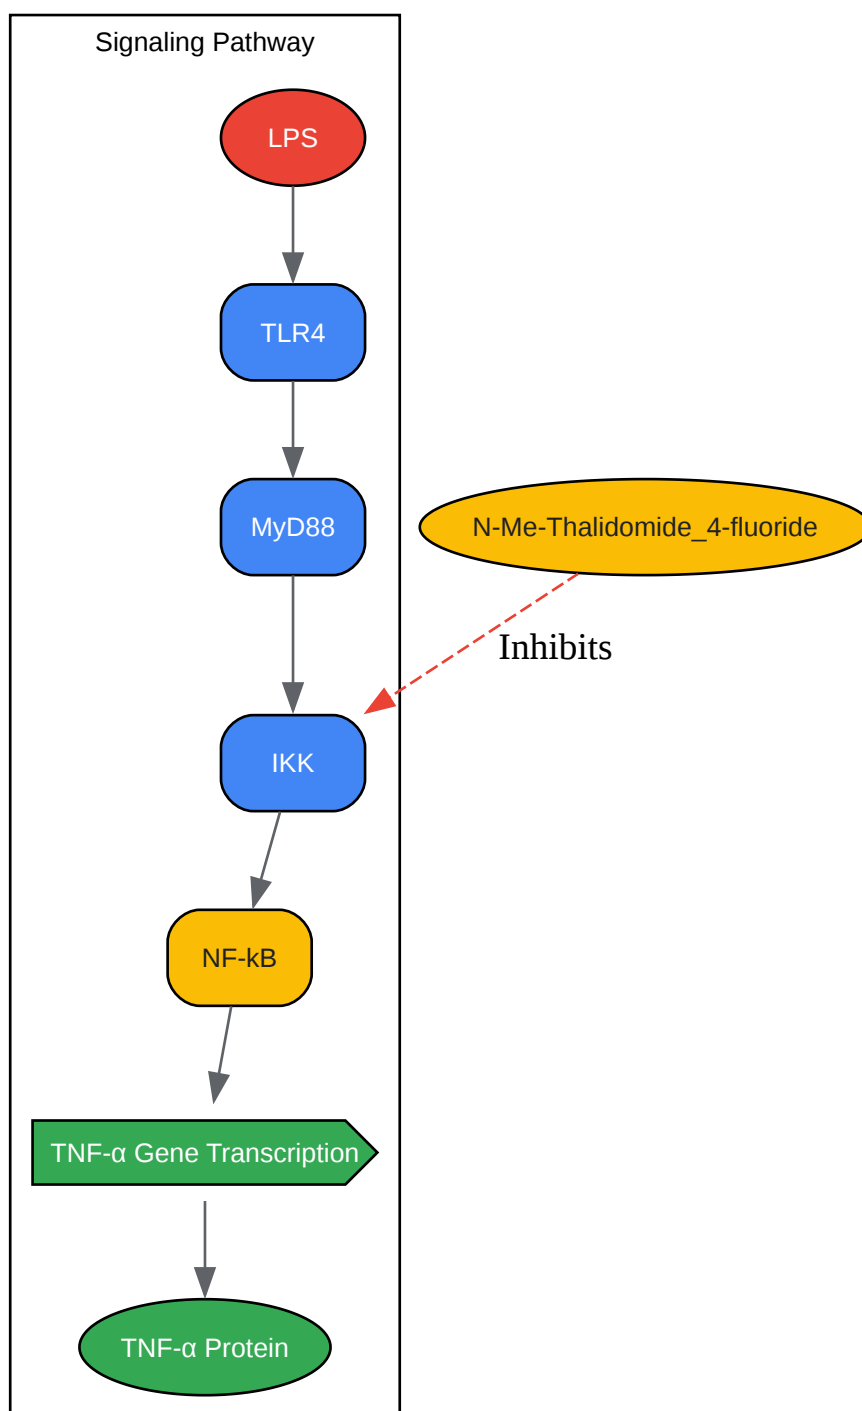 Signaling Pathway
LPS
TLR4
MyD88
N-Me-Thalidomide_4-fluoride
Inhibits
IKK
NF-kB
TNF-α Gene Transcription
TNF-α Protein